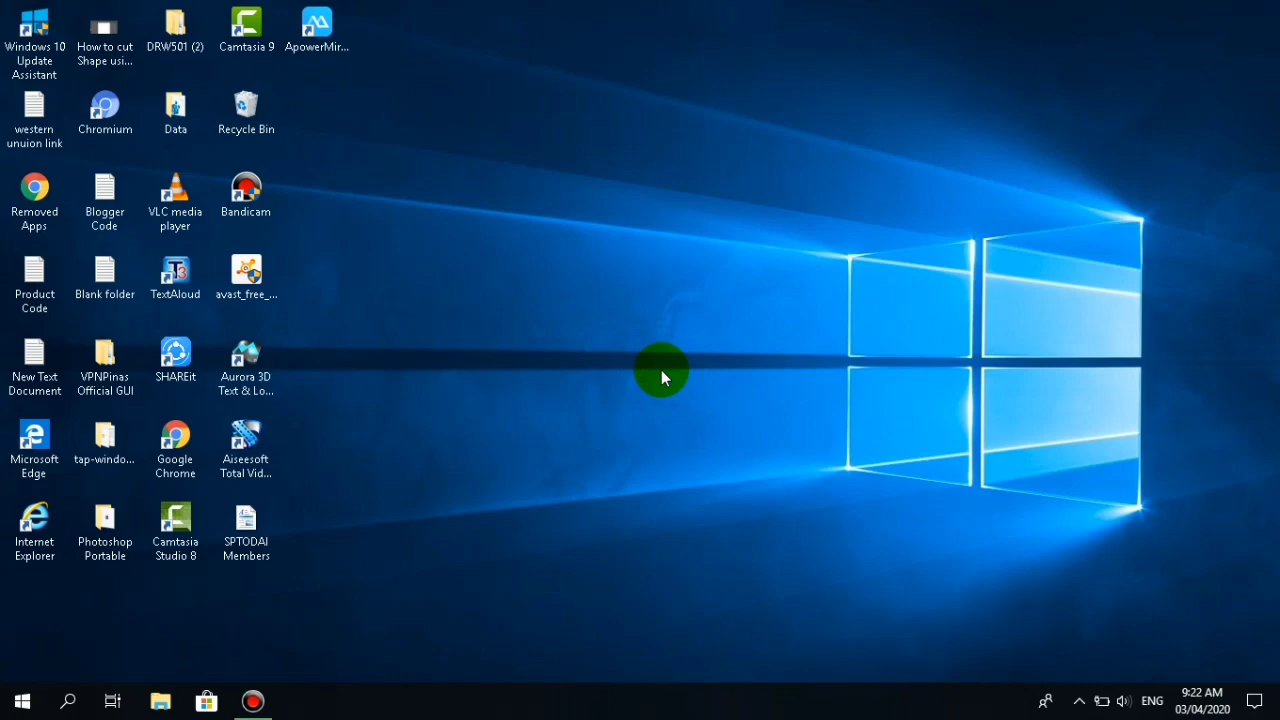 Windows 10
Update
Assistant
How to cut
Shape usi...
DRW501 (2)
Camtasia 9
ApowerMir...
western
unuion link
Chromium
Data
Recycle Bin
Removed
Apps
Blogger
Code
VLC media
player
Bandicam
Product
Code
Blank folder
TextAloud
avast_free_...
New Text
Document
VPNPinas
Official GUI
SHAREit
Aurora 3D
Text & Lo...
Microsoft
Edge
tap-windo...
Google
Chrome
Aiseesoft
Total Vid...
Internet
Explorer
Photoshop
Portable
Camtasia
Studio 8
SPTODAI
Members
ENG
9:22 AM
03/04/2020